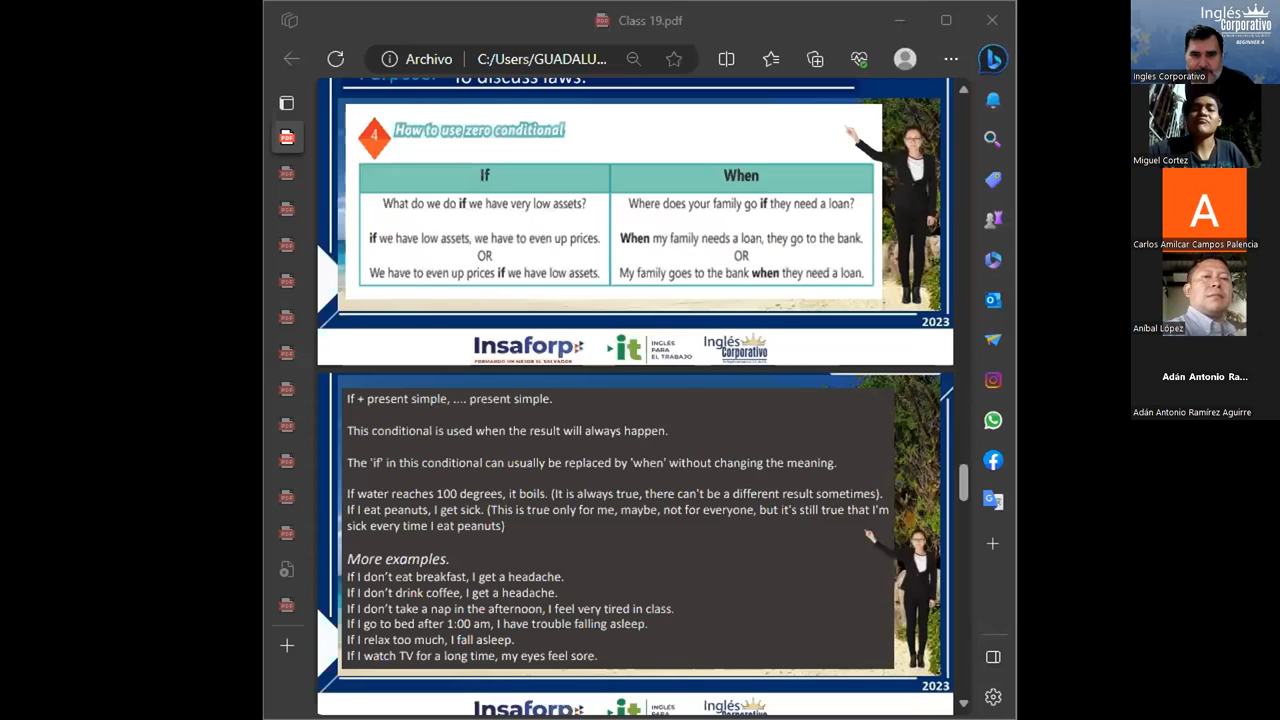 Class 19.pdf
Archivo
C:/Users/GUADALU...
To discuss laws.
4
How to use zero conditional
If
When
What do we do if we have very low assets?
Where does your family go if they need a loan?
if we have low assets, we have to even up prices.
When my family needs a loan, they go to the bank.
OR
OR
We have to even up prices if we have low assets.
My family goes to the bank when they need a loan.
2023
Insaforp
FORMANDO UN MEJOR EL SALVADOR
it
INGLÉS
PARA
EL TRABAJO
Inglés
Corporativo
If + present simple, .... present simple.
This conditional is used when the result will always happen.
The 'if' in this conditional can usually be replaced by 'when' without changing the meaning.
If water reaches 100 degrees, it boils. (It is always true, there can't be a different result sometimes).
If I eat peanuts, I get sick. (This is true only for me, maybe, not for everyone, but it's still true that I'm
sick every time I eat peanuts)
More examples.
If I don't eat breakfast, I get a headache.
If I don't drink coffee, I get a headache.
If I don't take a nap in the afternoon, I feel very tired in class.
If I go to bed after 1:00 am, I have trouble falling asleep.
If I relax too much, I fall asleep.
If I watch TV for a long time, my eyes feel sore.
2023
Insaforp
it
INGLÉS
PARA
Inglés
Inglés
Corporativo
BEGINNER 4
Ingles Corporativo
Miguel Cortez
A
Carlos Amilcar Campos Palencia
Aníbal López
Adán Antonio Ra...
Adán Antonio Ramírez Aguirre